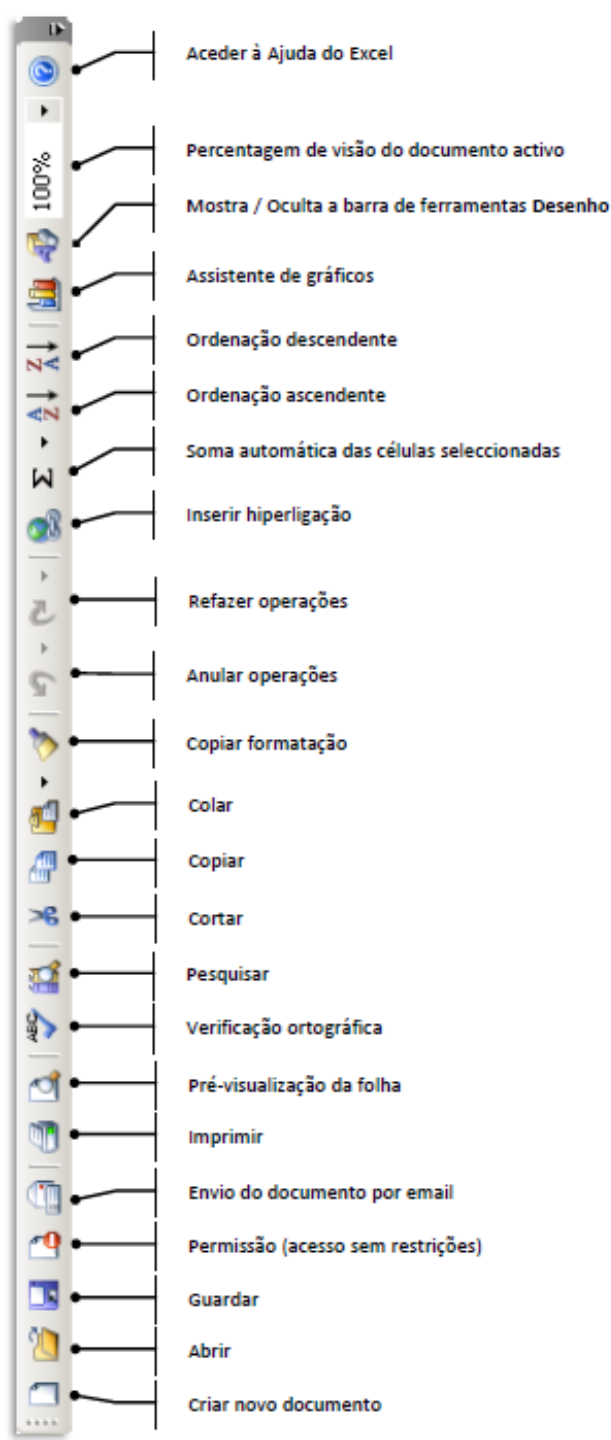 Aceder à Ajuda do Excel
100%
Percentagem de visão do documento activo
Mostra / Oculta a barra de ferramentas Desenho
Assistente de gráficos
Z A
Ordenação descendente
A Z
Ordenação ascendente
Σ
Soma automática das células seleccionadas
Inserir hiperligação
Refazer operações
Anular operações
Copiar formatação
Colar
Copiar
Cortar
Pesquisar
ABC
Verificação ortográfica
Pré-visualização da folha
Imprimir
Envio do documento por email
Permissão (acesso sem restrições)
Guardar
Abrir
Criar novo documento